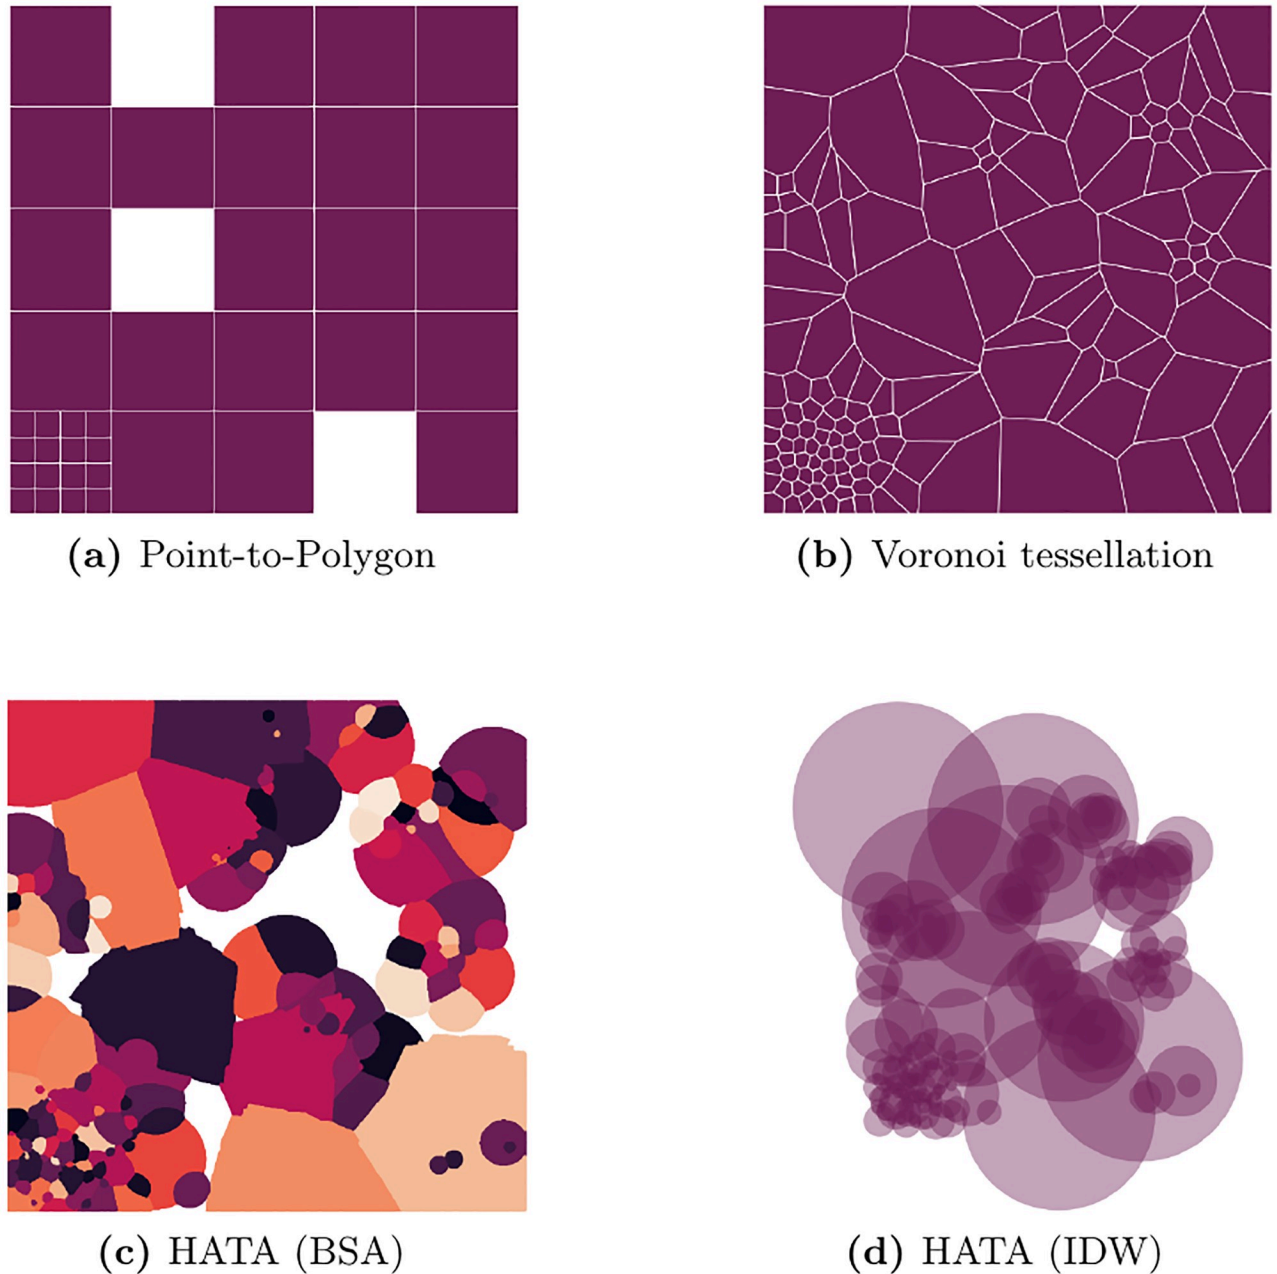 (a) Point-to-Polygon
(b) Voronoi tessellation
(c) HATA (BSA)
(d) HATA (IDW)